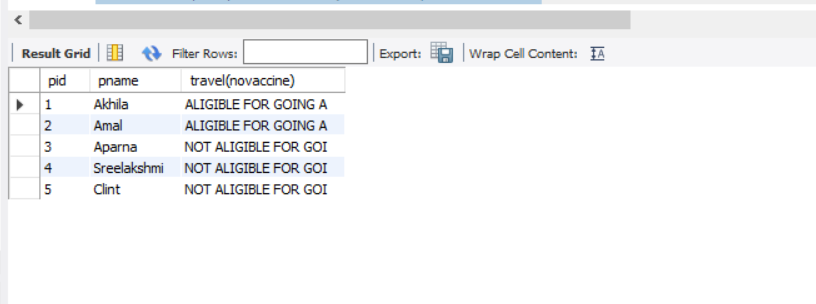 Result Grid Filter Rows: Export: Wrap Cell Content: IA
pid pname travel(novaccine)
1 Akhila ALIGIBLE FOR GOING A
2 Amal ALIGIBLE FOR GOING A
3 Aparna NOT ALIGIBLE FOR GOI
4 Sreelakshmi NOT ALIGIBLE FOR GOI
5 Clint NOT ALIGIBLE FOR GOI